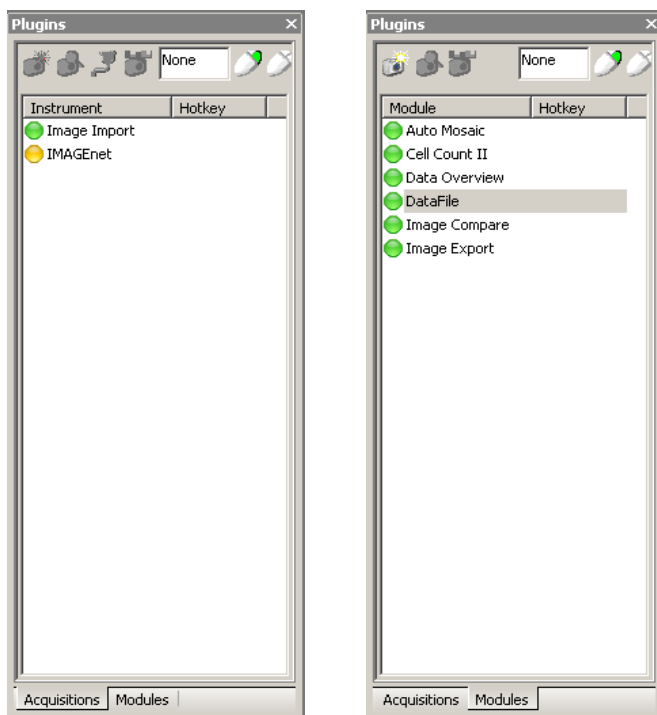 Plugins
None
Instrument Hotkey
Image Import
IMAGEnet
Acquisitions Modules
Plugins
None
Module Hotkey
Auto Mosaic
Cell Count II
Data Overview
DataFile
Image Compare
Image Export
Acquisitions Modules